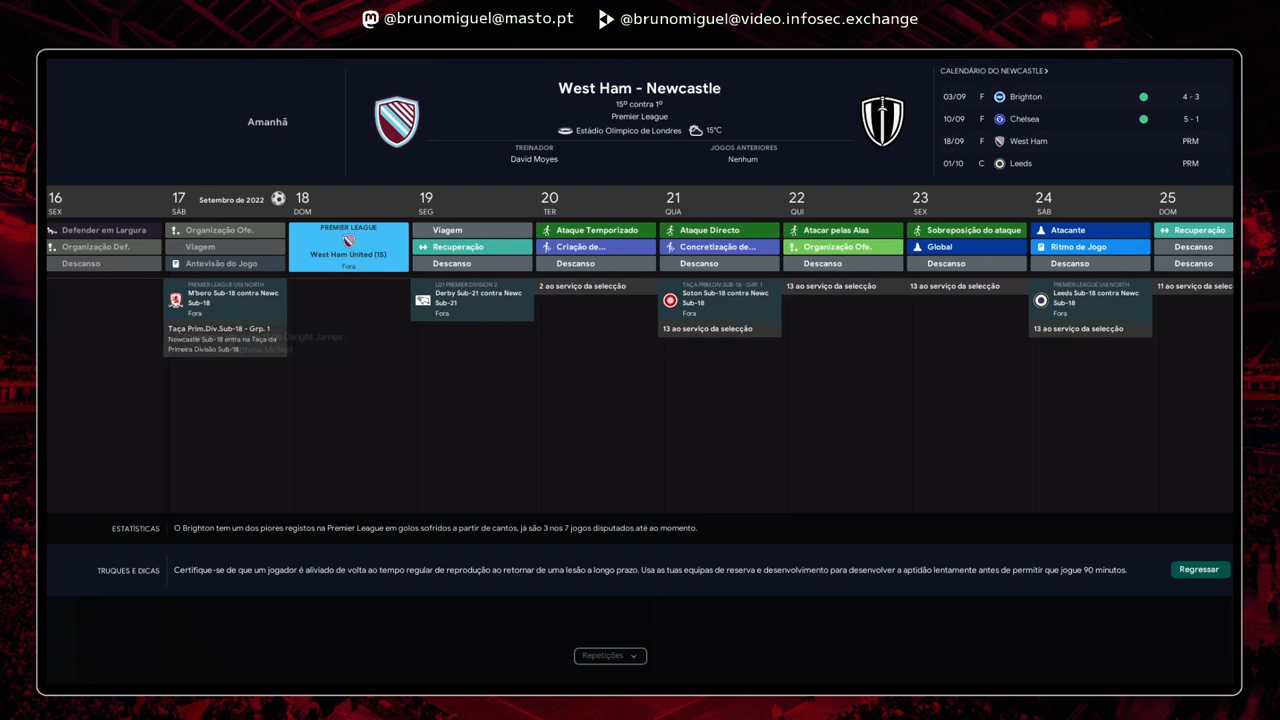 @brunomiguel@masto.pt
@brunomiguel@video.infosec.exchange
Amanhã
West Ham - Newcastle
15º contra 1º
Premier League
Estádio Olímpico de Londres
15°C
TREINADOR
David Moyes
JOGOS ANTERIORES
Nenhum
CALENDÁRIO DO NEWCASTLE
03/09 F Brighton 4 - 3
10/09 F Chelsea 5 - 1
18/09 F West Ham PRM
01/10 C Leeds PRM
16
SEX
17
SÁB
Setembro de 2022
18
DOM
19
SEG
20
TER
21
QUA
22
QUI
23
SEX
24
SÁB
25
DOM
Defender em Largura
Organização Def.
Descanso
Organização Ofe.
Viagem
Antevisão do Jogo
PREMIER LEAGUE
West Ham United (15)
Fora
Viagem
Recuperação
Descanso
Ataque Temporizado
Criação de...
Descanso
Ataque Directo
Concretização de...
Descanso
Atacar pelas Alas
Organização Ofe.
Descanso
Sobreposição do ataque
Global
Descanso
Atacante
Ritmo de Jogo
Descanso
Recuperação
Descanso
Descanso
PREMIER LEAGUE U18 NORTH
M'boro Sub-18 contra Newc
Sub-18
Fora
Taça Prim.Div.Sub-18 - Grp. 1
Newcastle Sub-18 entra na Taça da
Primeira Divisão Sub-18
Dwight James
McNeil
U21 PREMIER DIVISION 2
Derby Sub-21 contra Newc
Sub-21
Fora
2 ao serviço da selecção
TAÇA PRIM.DIV SUB-18 - GRP. 1
Soton Sub-18 contra Newc
Sub-18
Fora
13 ao serviço da selecção
13 ao serviço da selecção
13 ao serviço da selecção
PREMIER LEAGUE U18 NORTH
Leeds Sub-18 contra Newc
Sub-18
Fora
13 ao serviço da selecção
11 ao serviço da selec
ESTATÍSTICAS
O Brighton tem um dos piores registos na Premier League em golos sofridos a partir de cantos, já são 3 nos 7 jogos disputados até ao momento.
TRUQUES E DICAS
Certifique-se de que um jogador é aliviado de volta ao tempo regular de reprodução ao retornar de uma lesão a longo prazo. Usa as tuas equipas de reserva e desenvolvimento para desenvolver a aptidão lentamente antes de permitir que jogue 90 minutos.
Regressar
Repetições